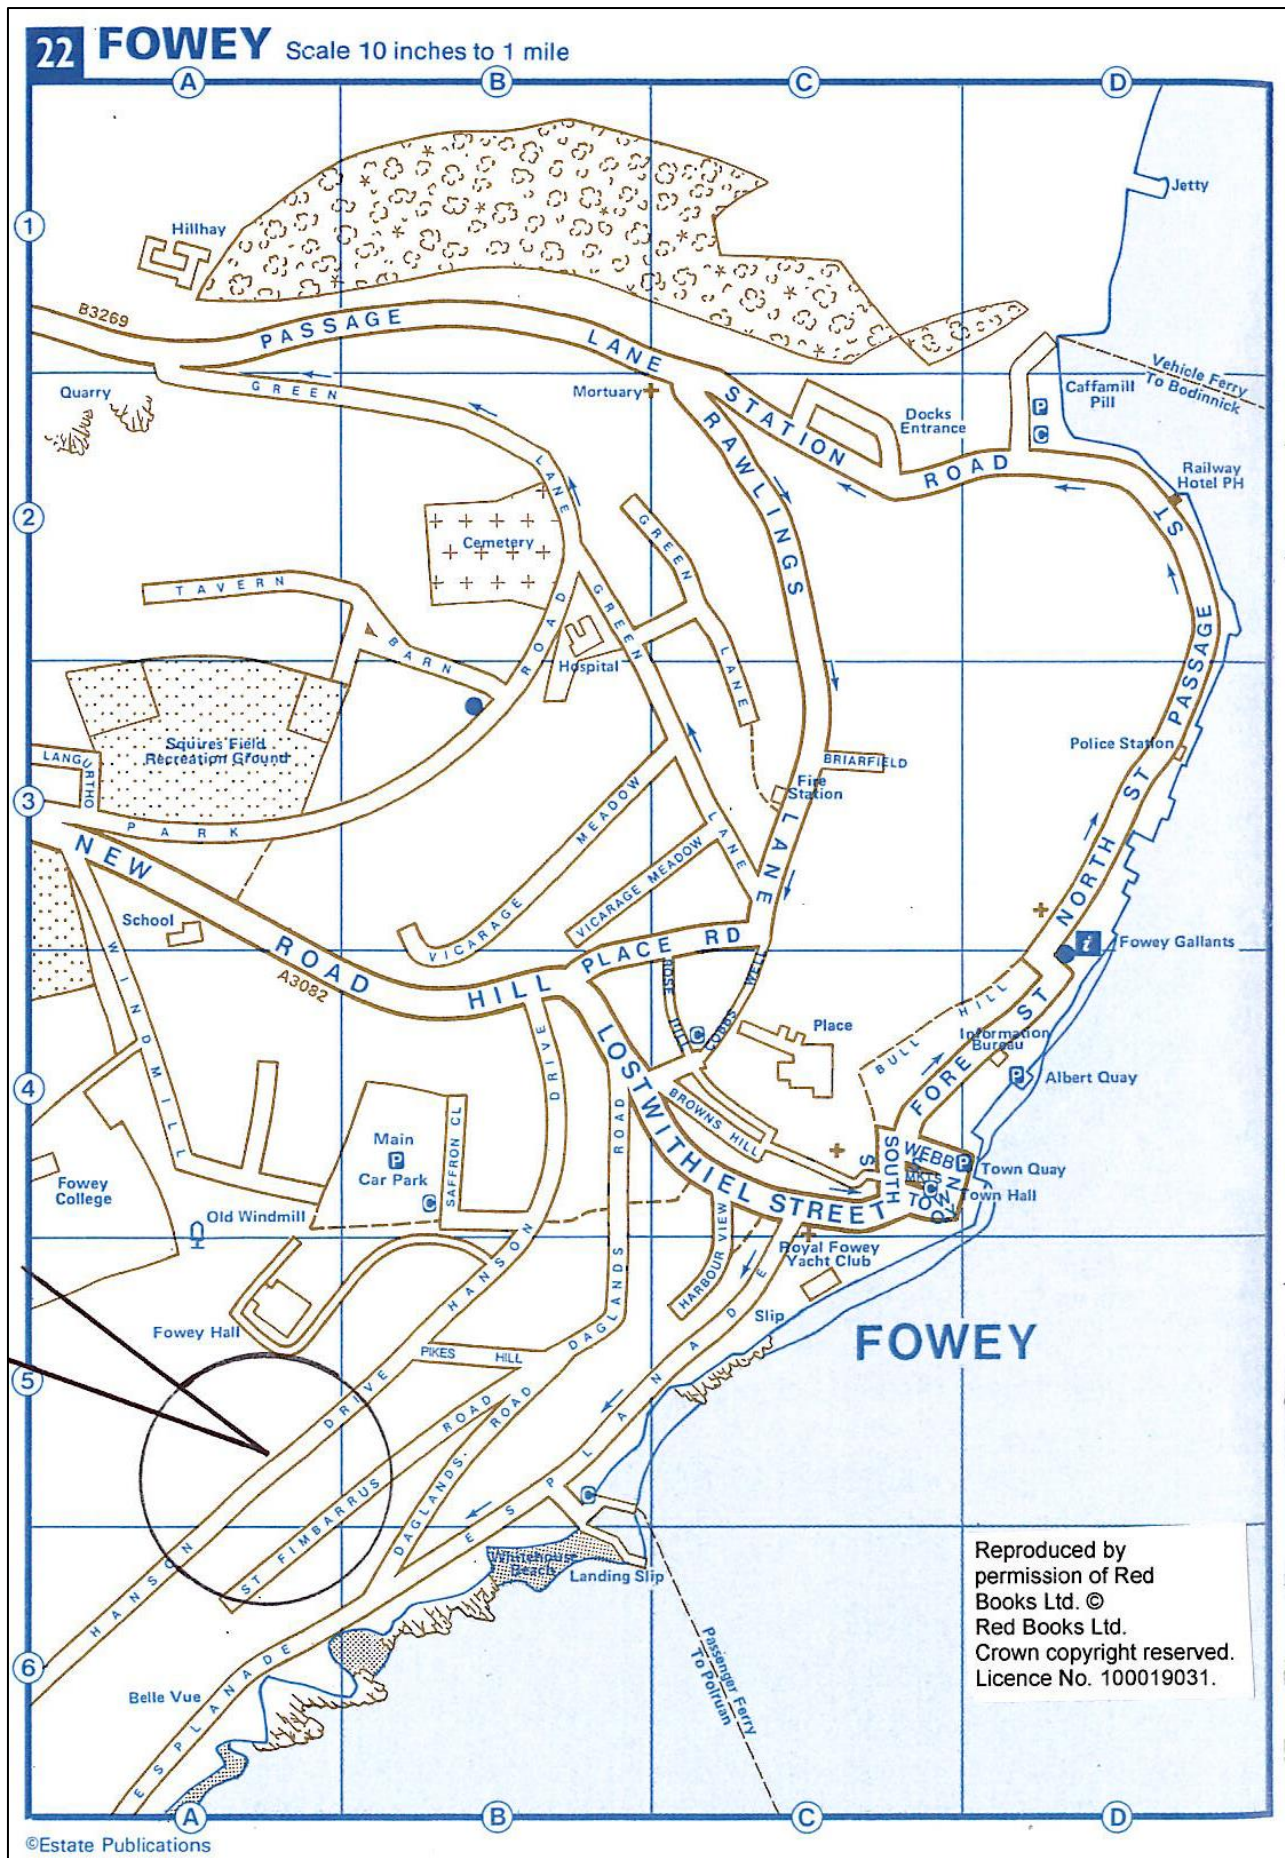 22 FOWEY Scale 10 inches to 1 mile
A B C D
1
Jetty
Hillhay
B3269
PASSAGE LANE
Vehicle Ferry
To Bodinnick
Quarry
GREEN LANE
Mortuary
STATION ROAD
Docks
Entrance
P
C
Caffamill
Pill
RAWLINGS LANE
Railway
Hotel PH
2
Cemetery
GREEN LANE
PASSAGE ST
TAVERN BARN
GREEN LANE
Hospital
PARK ROAD
Squires Field
Recreation Ground
Police Station
LANGURTHO
BRIARFIELD
3
Fire
Station
VICARAGE MEADOW
VICARAGE MEADOW
NORTH ST
NEW ROAD HILL
School
PLACE RD
i
Fowey Gallants
A3082
WINDMILL
ROSE HILL
COBBS WELL
C
Place
BULL HILL
FORE ST
Information
Bureau
4
DRIVE
LOSTWITHIEL STREET
BROWNS HILL
P
Albert Quay
Main
P
Car Park
C
SAFFRON CL
ROAD
SOUTH
WEBB
P
Town Quay
MKT
C
Town Hall
Fowey
College
Old Windmill
HARBOUR VIEW
Royal Fowey
Yacht Club
HANSON DRIVE
DAGLANDS ROAD
Slip
FOWEY
Fowey Hall
PIKES HILL
5
ESPLANADE
ST FIMBARRUS ROAD
DAGLANDS ROAD
C
HANSON
Whitehouse
Beach
Landing Slip
Passenger Ferry
To Polruan
Reproduced by
permission of Red
Books Ltd. ©
Red Books Ltd.
Crown copyright reserved.
Licence No. 100019031.
6
Belle Vue
ESPLANADE
A B C D
©Estate Publications